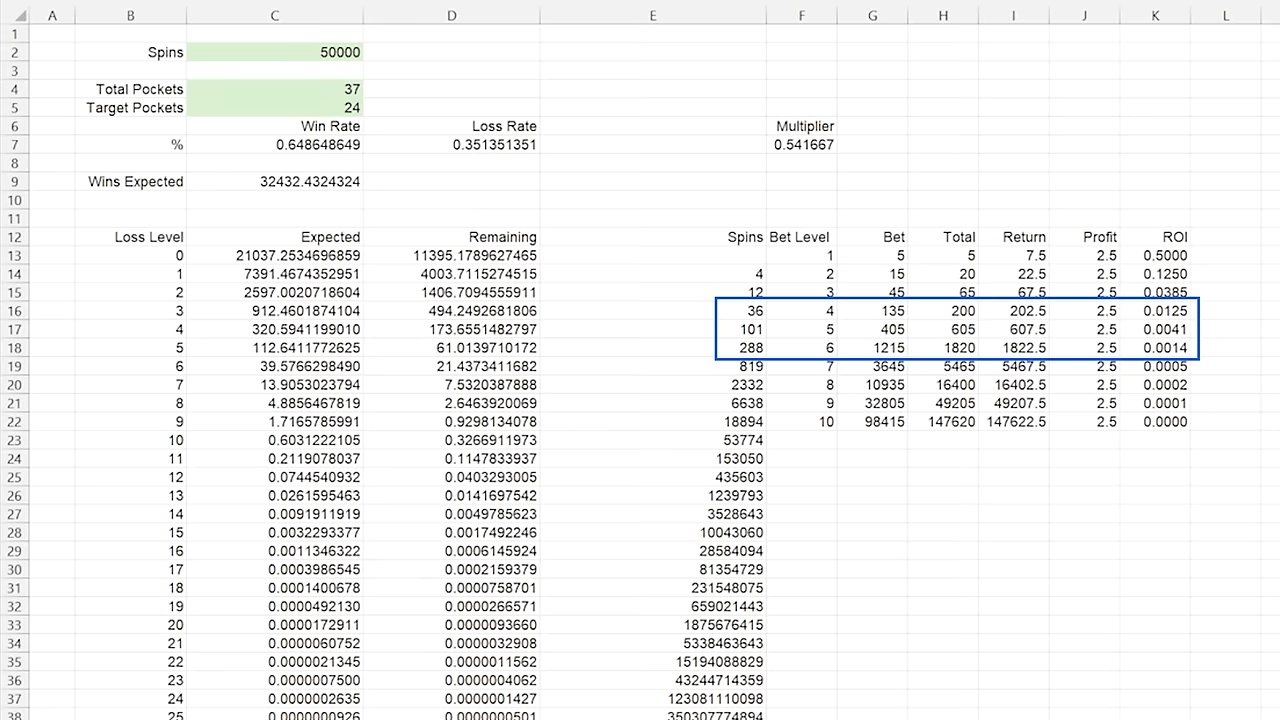 A B C D E F G H I J K L
1
2 Spins 50000
3
4 Total Pockets 37
5 Target Pockets 24
6 Win Rate Loss Rate Multiplier
7 % 0.648648649 0.351351351 0.541667
8
9 Wins Expected 32432.4324324
10
11
12 Loss Level Expected Remaining Spins Bet Level Bet Total Return Profit ROI
13 0 21037.2534696859 11395.1789627465 1 5 5 7.5 2.5 0.5000
14 1 7391.4674352951 4003.7115274515 4 2 15 20 22.5 2.5 0.1250
15 2 2597.0020718604 1406.7094555911 12 3 45 65 67.5 2.5 0.0385
16 3 912.4601874104 494.2492681806 36 4 135 200 202.5 2.5 0.0125
17 4 320.5941199010 173.6551482797 101 5 405 605 607.5 2.5 0.0041
18 5 112.6411772625 61.0139710172 288 6 1215 1820 1822.5 2.5 0.0014
19 6 39.5766298490 21.4373411682 819 7 3645 5465 5467.5 2.5 0.0005
20 7 13.9053023794 7.5320387888 2332 8 10935 16400 16402.5 2.5 0.0002
21 8 4.8856467819 2.6463920069 6638 9 32805 49205 49207.5 2.5 0.0001
22 9 1.7165785991 0.9298134078 18894 10 98415 147620 147622.5 2.5 0.0000
23 10 0.6031222105 0.3266911973 53774
24 11 0.2119078037 0.1147833937 153050
25 12 0.0744540932 0.0403293005 435603
26 13 0.0261595463 0.0141697542 1239793
27 14 0.0091911919 0.0049785623 3528643
28 15 0.0032293377 0.0017492246 10043060
29 16 0.0011346322 0.0006145924 28584094
30 17 0.0003986545 0.0002159379 81354729
31 18 0.0001400678 0.0000758701 231548075
32 19 0.0000492130 0.0000266571 659021443
33 20 0.0000172911 0.0000093660 1875676415
34 21 0.0000060752 0.0000032908 5338463643
35 22 0.0000021345 0.0000011562 15194088829
36 23 0.0000007500 0.0000004062 43244714359
37 24 0.0000002635 0.0000001427 123081110098
38 25 0.0000000926 0.0000000501 350307774894